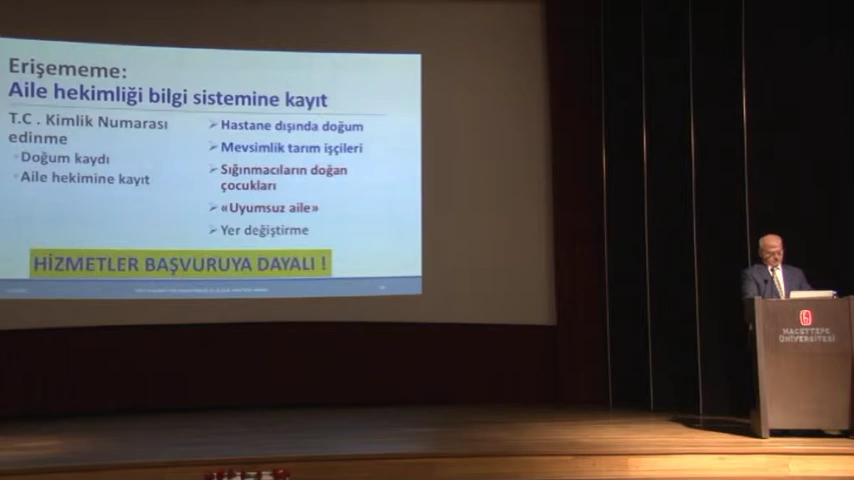 Erişememe:
Aile hekimliği bilgi sistemine kayıt
T.C . Kimlik Numarası
edinme
Doğum kaydı
Aile hekimine kayıt
Hastane dışında doğum
Mevsimlik tarım işçileri
Sığınmacıların doğan
çocukları
«Uyumsuz aile»
Yer değiştirme
HİZMETLER BAŞVURUYA DAYALI !
HACETTEPE
ÜNİVERSİTESİ